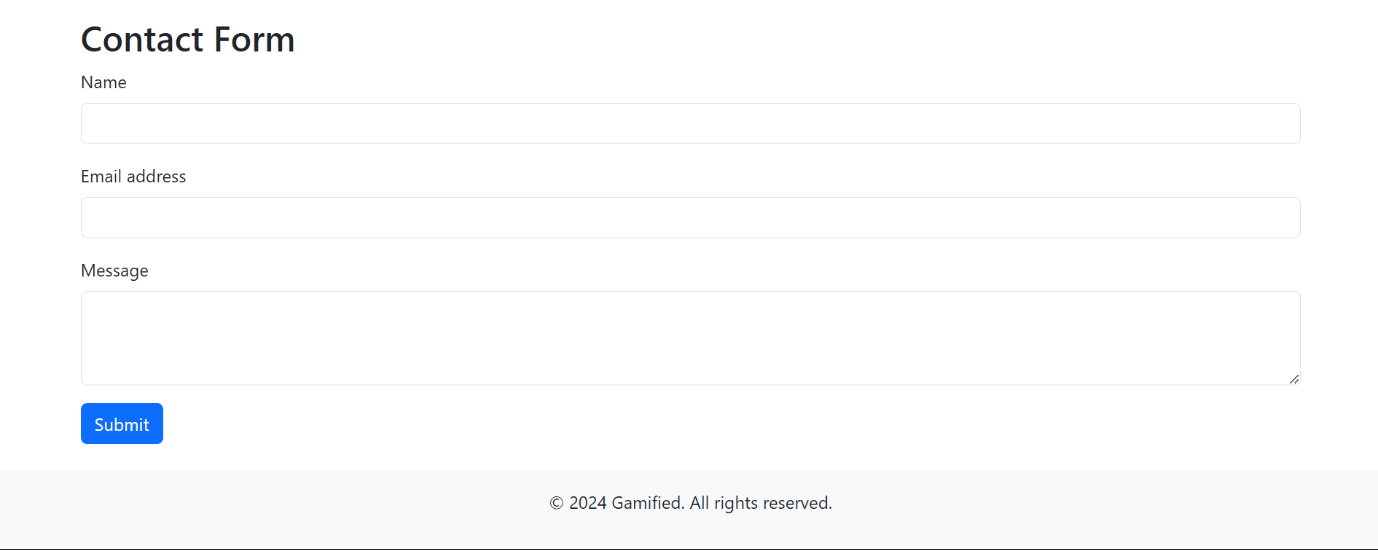 Contact Form
Name
Email address
Message
Submit
© 2024 Gamified. All rights reserved.